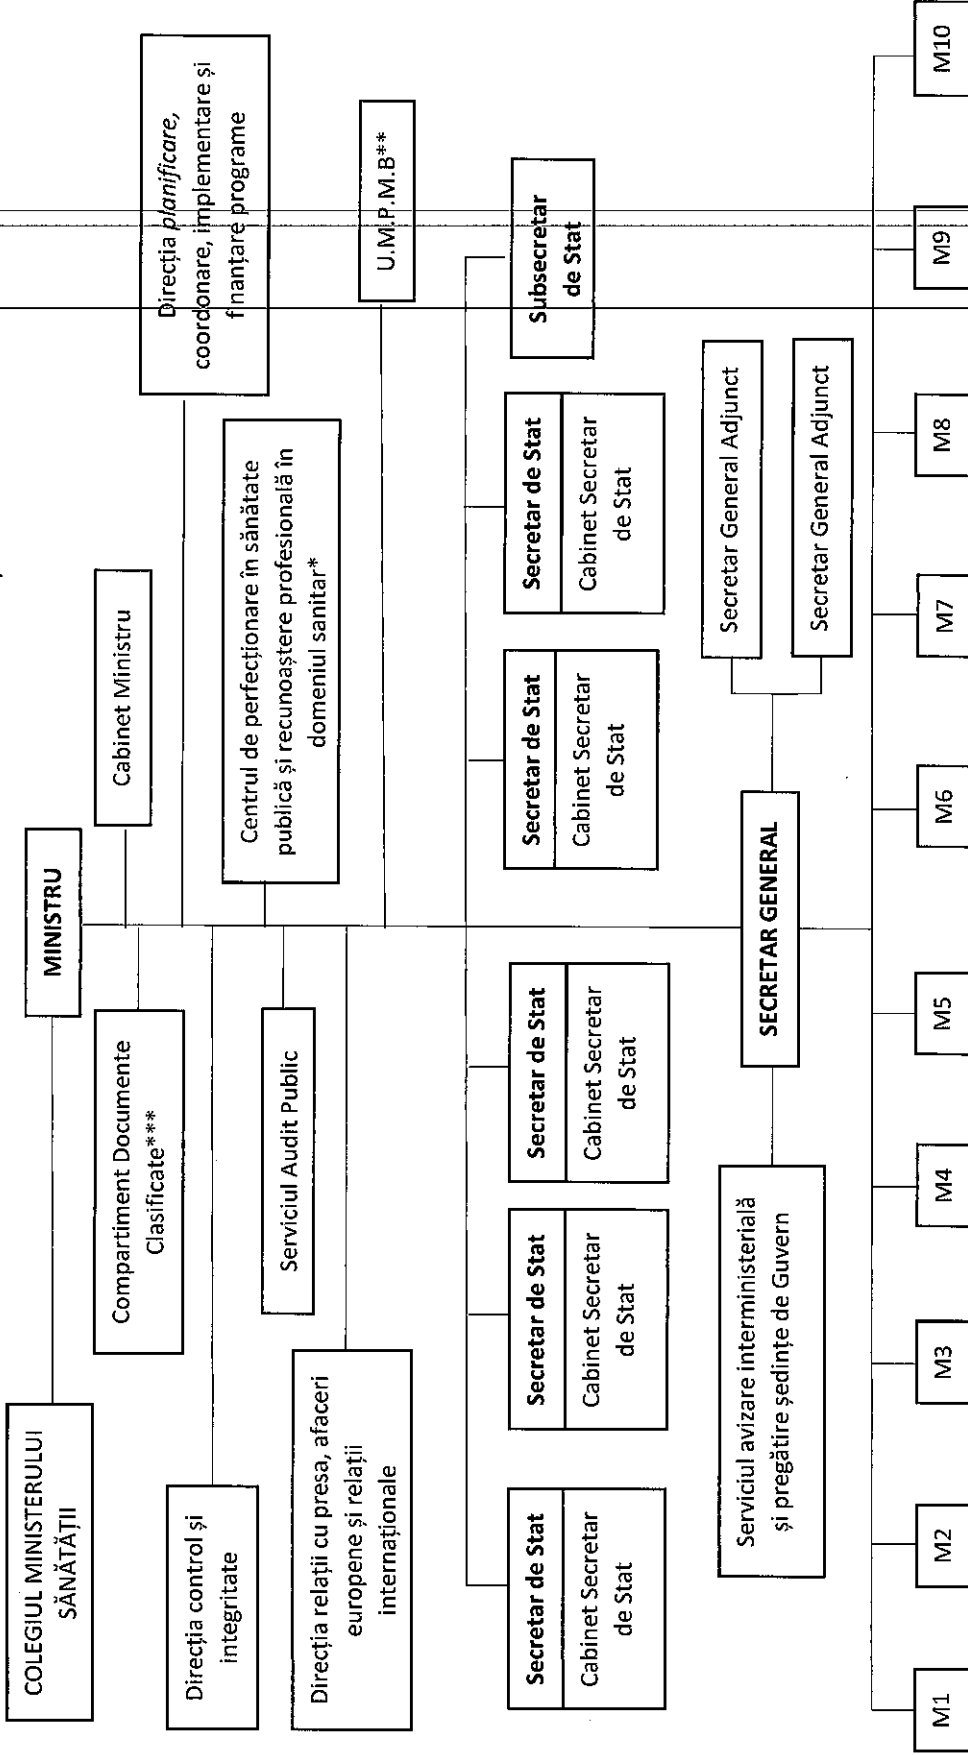 MINISTRU
COLEGIUL MINISTERULUI
SĂNĂTĂȚII
Compartiment Documente
Clasificate***
Cabinet Ministru
Direcția planificare,
coordonare, implementare și
finanțare programe
Direcția control și
integritate
Serviciul Audit Public
Centrul de perfecționare în sănătate
publică și recunoaștere profesională în
domeniul sanitar*
Direcția relații cu presa, afaceri
europene și relații
internaționale
U.M.P.M.B**
Secretar de Stat
Cabinet Secretar
de Stat
Secretar de Stat
Cabinet Secretar
de Stat
Secretar de Stat
Cabinet Secretar
de Stat
Secretar de Stat
Cabinet Secretar
de Stat
Secretar de Stat
Cabinet Secretar
de Stat
Subsecretar
de Stat
Serviciul avizare interministerială
și pregătire ședințe de Guvern
SECRETAR GENERAL
Secretar General Adjunct
Secretar General Adjunct
M1
M2
M3
M4
M5
M6
M7
M8
M9
M10